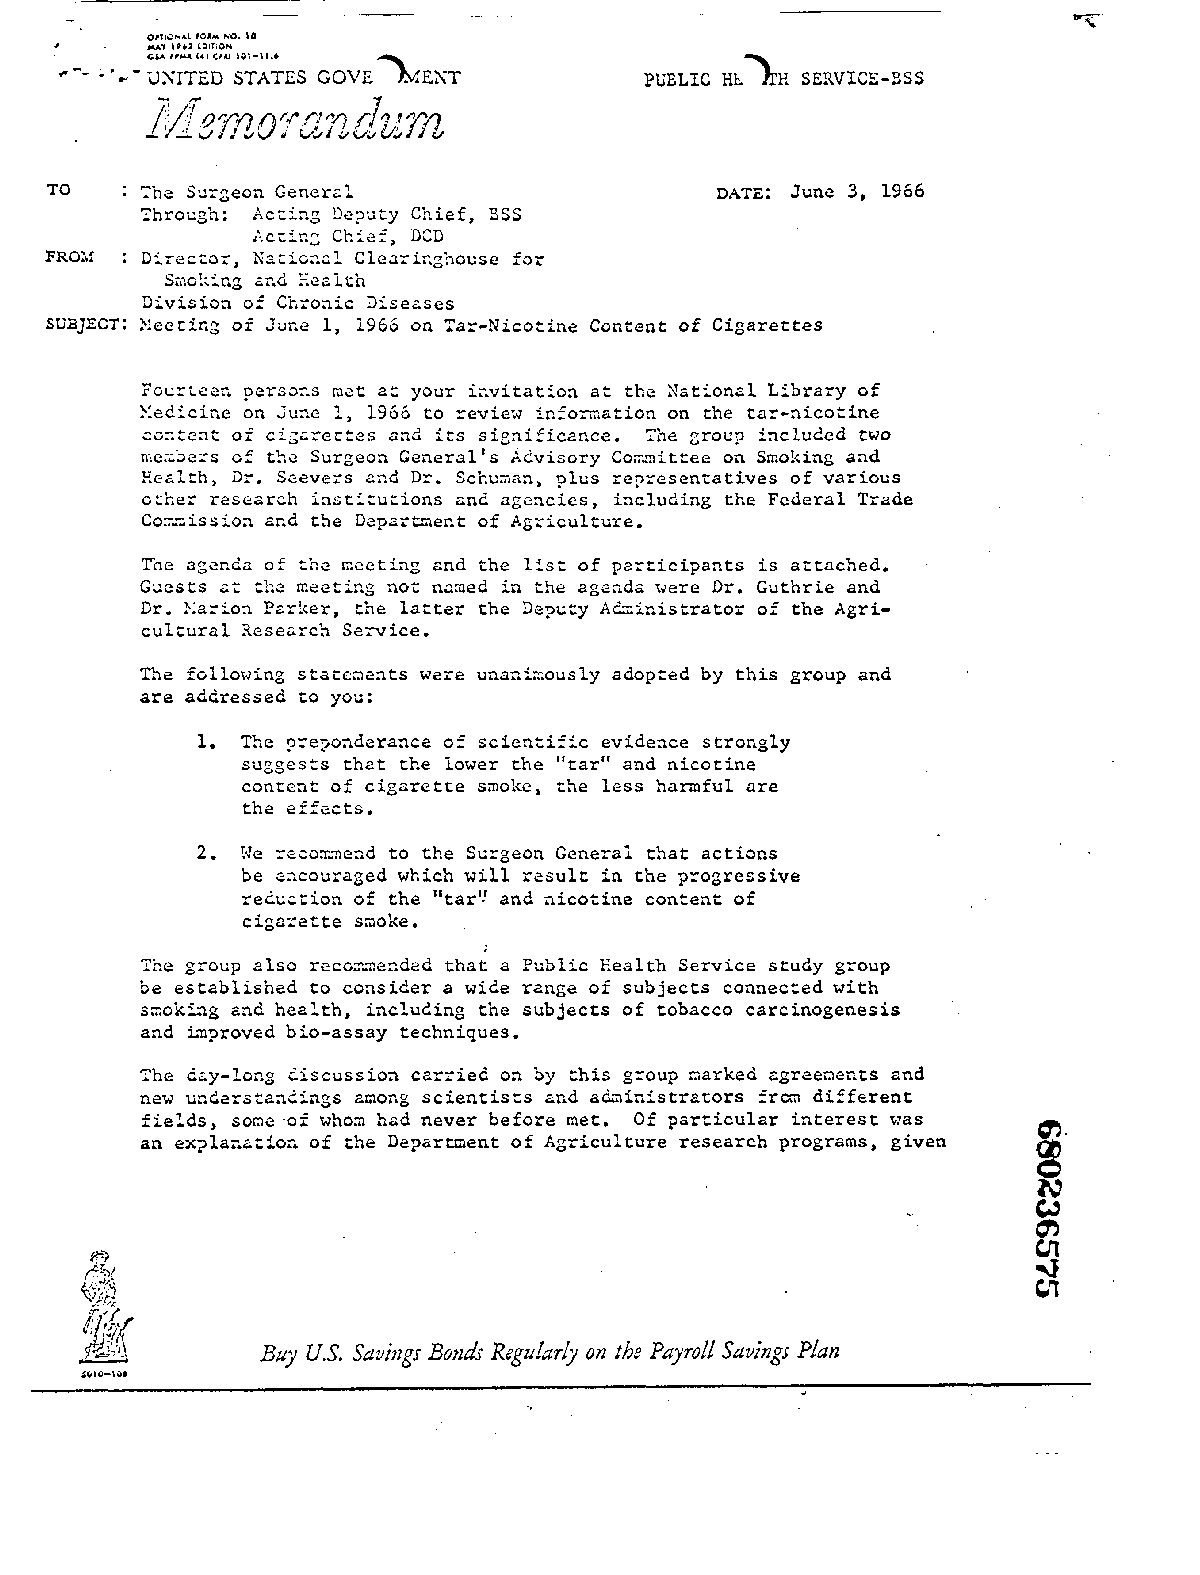 OPTIONAL FORM NO. 10
MAY 1962 EDITION
GSA FPMR (41 CFR) 101-11.6
UNITED STATES GOVE MENT
PUBLIC HE TH SERVICE-BSS
Memorandum
TO : The Surgeon General
DATE: June 3, 1966
Through: Acting Deputy Chief, BSS
Acting Chief, DCD
FROM : Director, National Clearinghouse for
Smoking and Health
Division of Chronic Diseases
SUBJECT: Meeting of June 1, 1966 on Tar-Nicotine Content of Cigarettes
Fourteen persons met at your invitation at the National Library of
Medicine on June 1, 1966 to review information on the tar-nicotine
content of cigarettes and its significance. The group included two
members of the Surgeon General's Advisory Committee on Smoking and
Health, Dr. Seevers and Dr. Schuman, plus representatives of various
other research institutions and agencies, including the Federal Trade
Commission and the Department of Agriculture.
The agenda of the meeting and the list of participants is attached.
Guests at the meeting not named in the agenda were Dr. Guthrie and
Dr. Marion Parker, the latter the Deputy Administrator of the Agri-
cultural Research Service.
The following statements were unanimously adopted by this group and
are addressed to you:
1. The preponderance of scientific evidence strongly
suggests that the lower the "tar" and nicotine
content of cigarette smoke, the less harmful are
the effects.
2. We recommend to the Surgeon General that actions
be encouraged which will result in the progressive
reduction of the "tar" and nicotine content of
cigarette smoke.
The group also recommended that a Public Health Service study group
be established to consider a wide range of subjects connected with
smoking and health, including the subjects of tobacco carcinogenesis
and improved bio-assay techniques.
The day-long discussion carried on by this group marked agreements and
new understandings among scientists and administrators from different
fields, some of whom had never before met. Of particular interest was
an explanation of the Department of Agriculture research programs, given
680236575
Buy U.S. Savings Bonds Regularly on the Payroll Savings Plan
5010-108